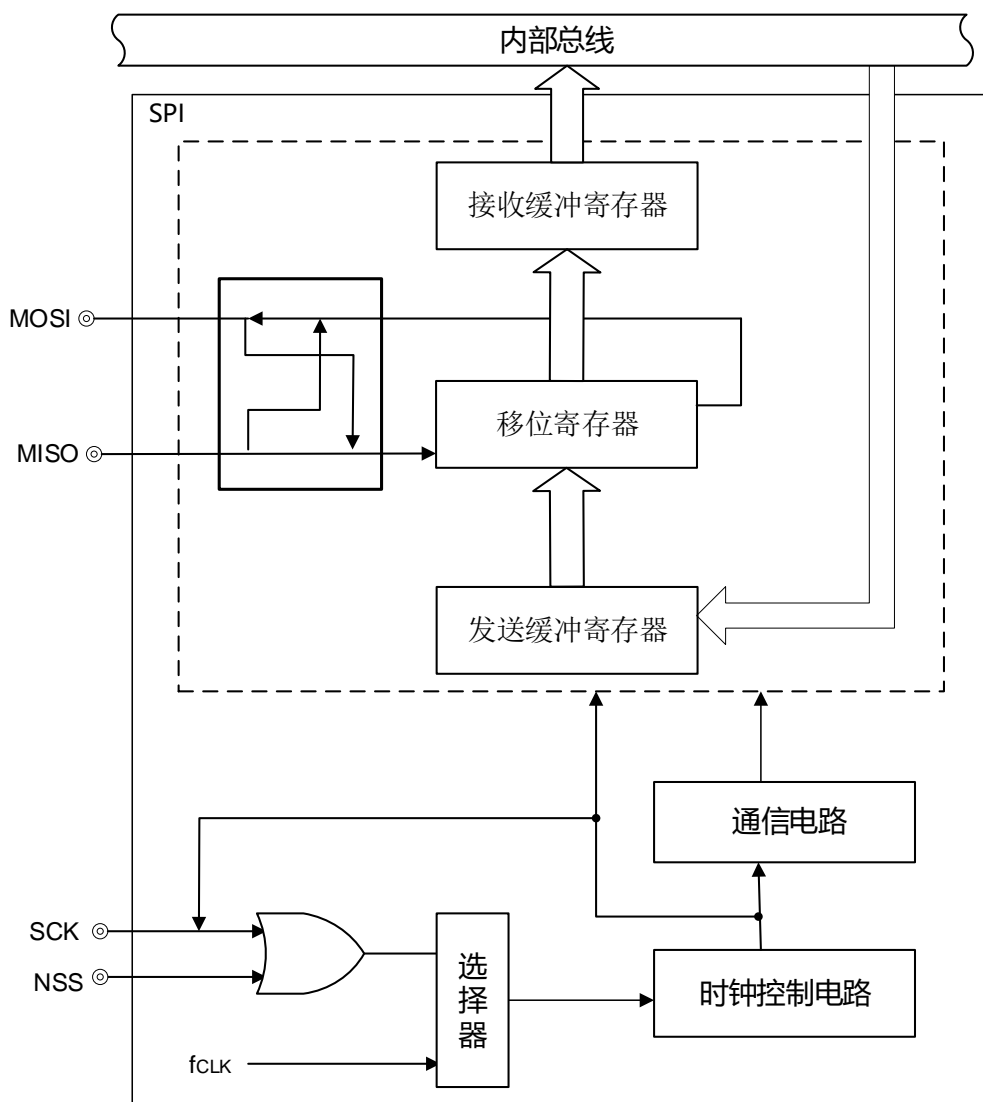 内部总线
SPI
接收缓冲寄存器
MOSI
移位寄存器
MISO
发送缓冲寄存器
通信电路
SCK
NSS
选择器
时钟控制电路
fCLK